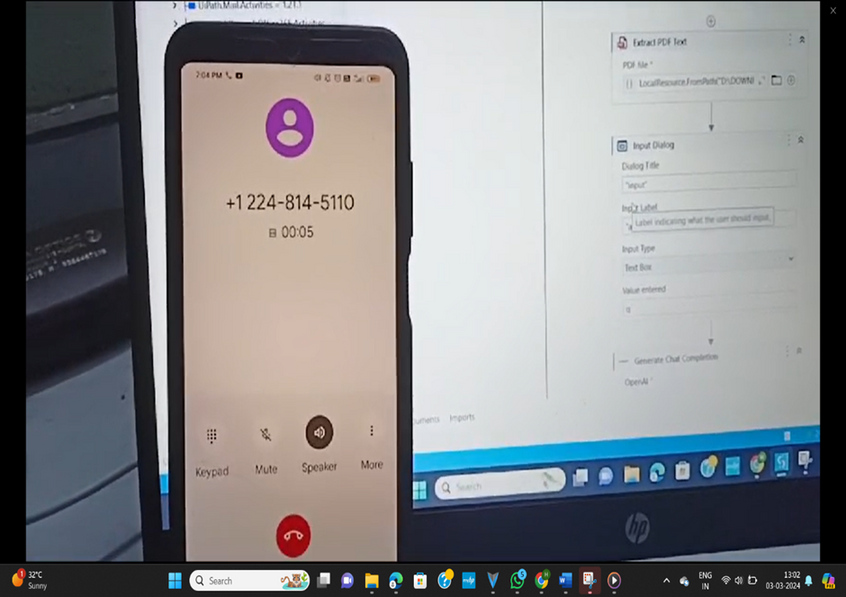 UiPath.Mail.Activities = 1.21.1
7:04 PM
+1 224-814-5110
00:05
Keypad
Mute
Speaker
More
Extract PDF Text
PDF file *
LocalResource.FromPath("D:\DOWN
Input Dialog
Dialog Title
"input"
Input Label
Label indicating what the user should input.
Input Type
Text Box
Value entered
Generate Chat Completion
OpenAI *
Imports
Search
hp
32°C
Sunny
Search
ENG
IN
13:02
03-03-2024